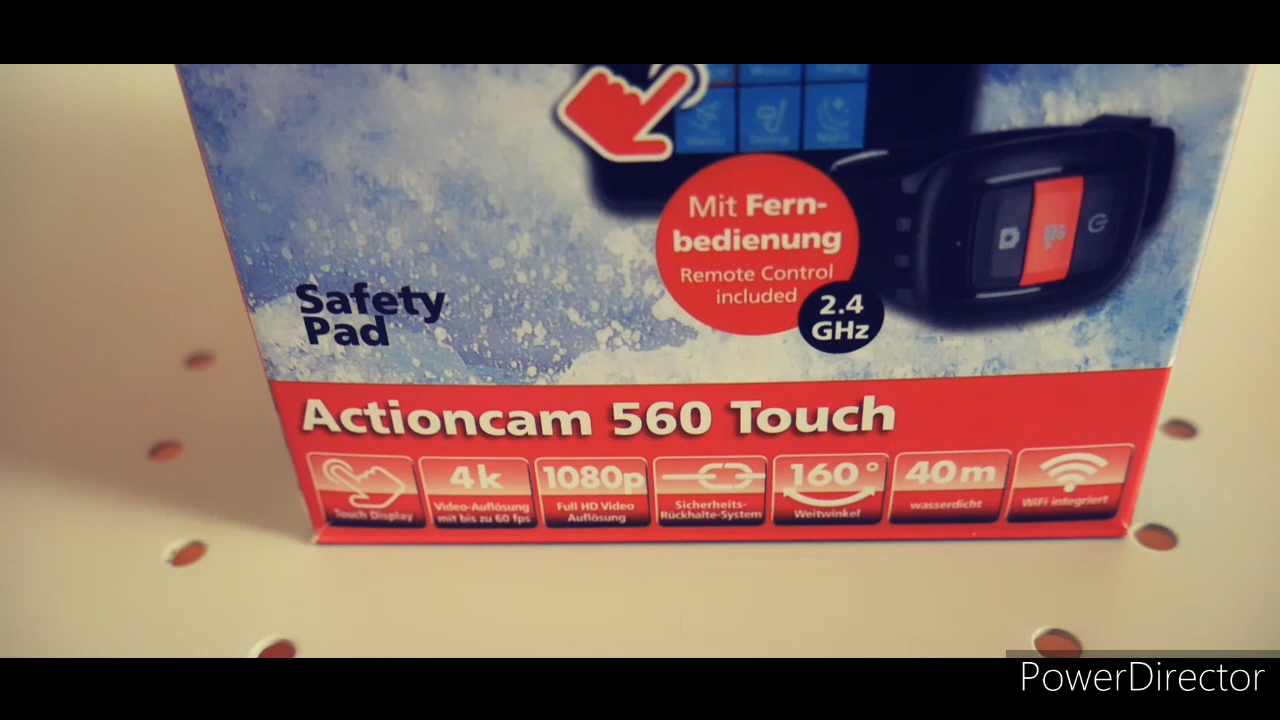 Mit Fern-
bedienung
Remote Control
included
2.4
GHz
Safety
Pad
Actioncam 560 Touch
Touch Display
4k
Video-Auflösung
mit bis zu 60 fps
1080p
Full HD Video
Auflösung
Sicherheits-
Rückhalte-System
160°
Weitwinkel
40m
wasserdicht
WiFi integriert
PowerDirector